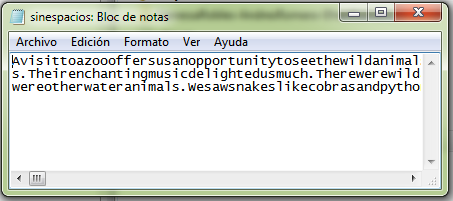 sinespacios: Bloc de notas
Archivo Edición Formato Ver Ayuda
Avisittoazoooffersusanopportunitytoseethewildanimal
s.Theirenchantingmusicdelightedusmuch.Therewerewild
wereotherwateranimals.Wesawsnakeslikecobrasandpytho